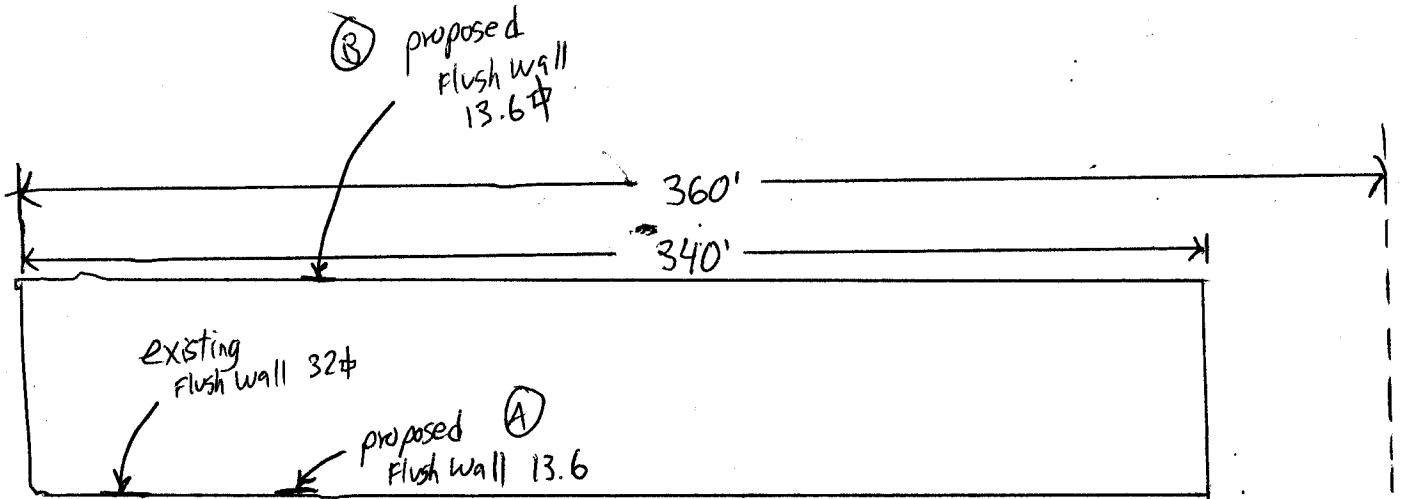 Ⓑ proposed
Flush Wall
13.6 ⏍
360'
340'
existing
Flush Wall 32⏍
proposed Ⓐ
Flush Wall 13.6